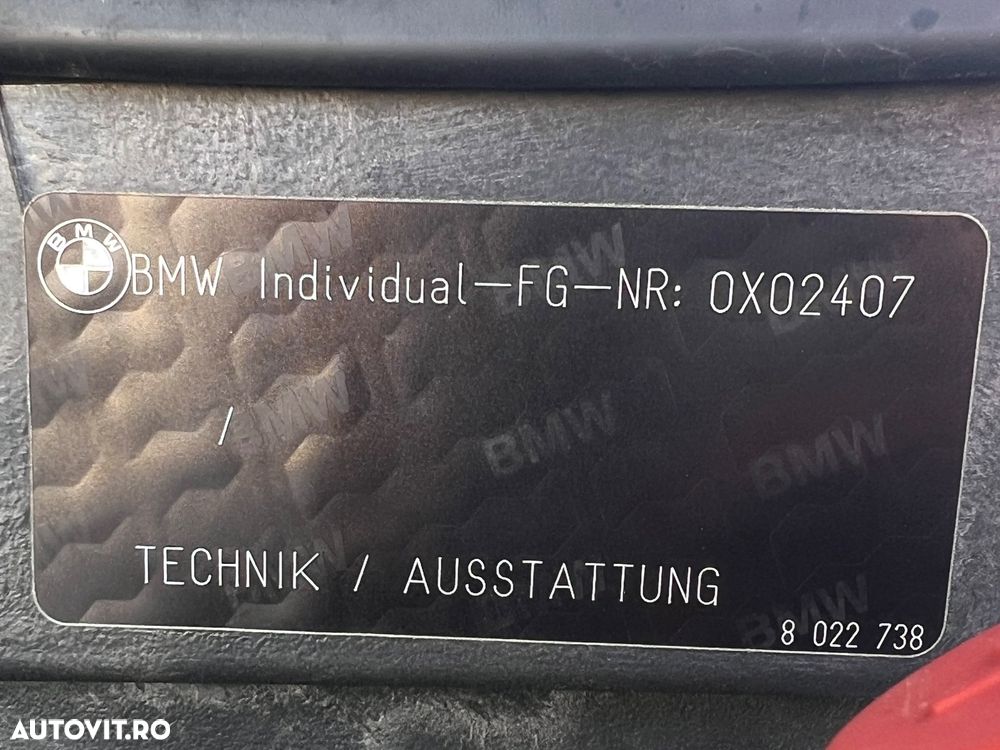 BMW
BMW Individual-FG-NR: 0X02407
/
TECHNIK / AUSSTATTUNG
8 022 738
AUTOVIT.RO